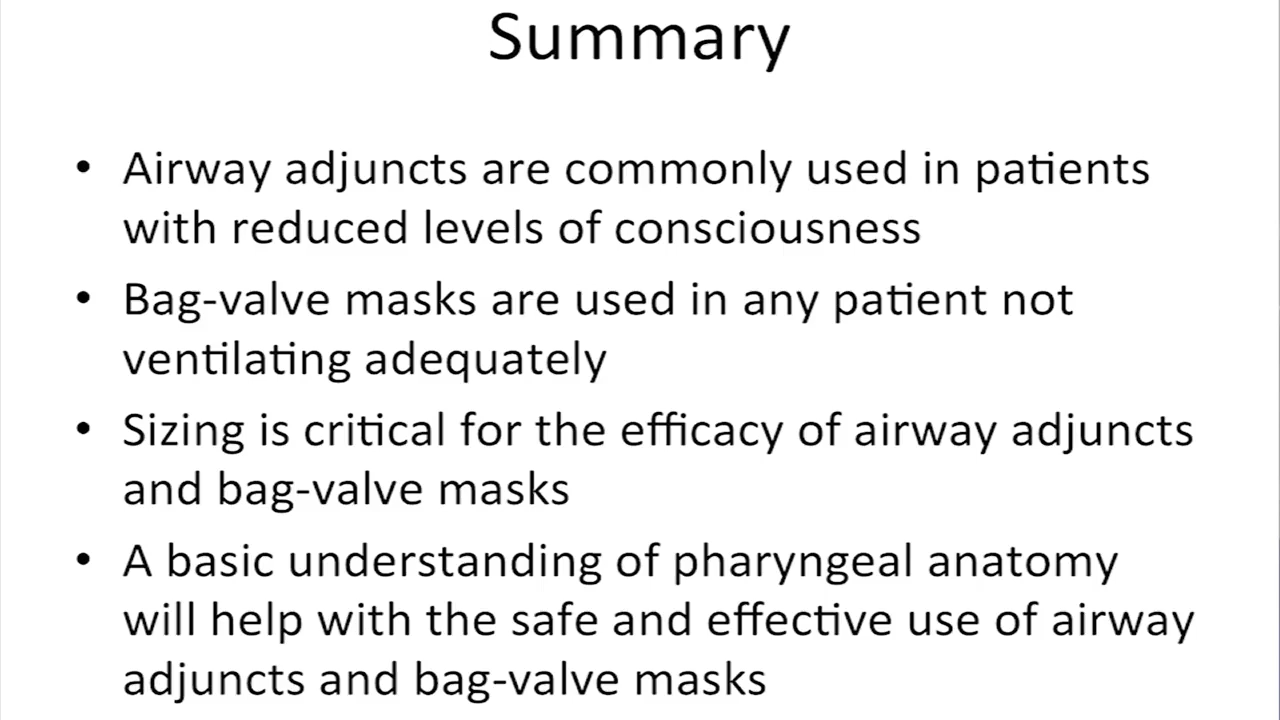 Summary
• Airway adjuncts are commonly used in patients
with reduced levels of consciousness
• Bag-valve masks are used in any patient not
ventilating adequately
• Sizing is critical for the efficacy of airway adjuncts
and bag-valve masks
• A basic understanding of pharyngeal anatomy
will help with the safe and effective use of airway
adjuncts and bag-valve masks